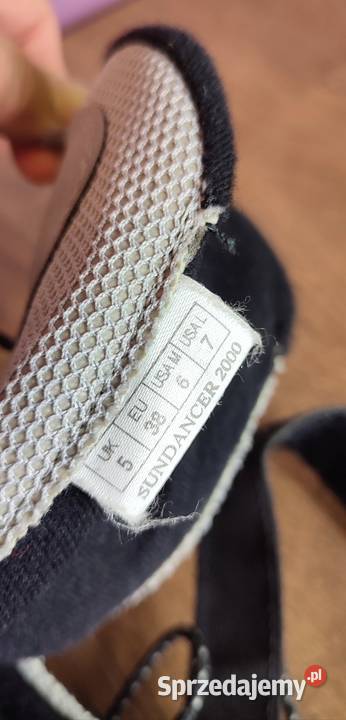 UK EU USA M USA L
5 38 6 7
SUNDANCER 2000
Sprzedajemy.pl